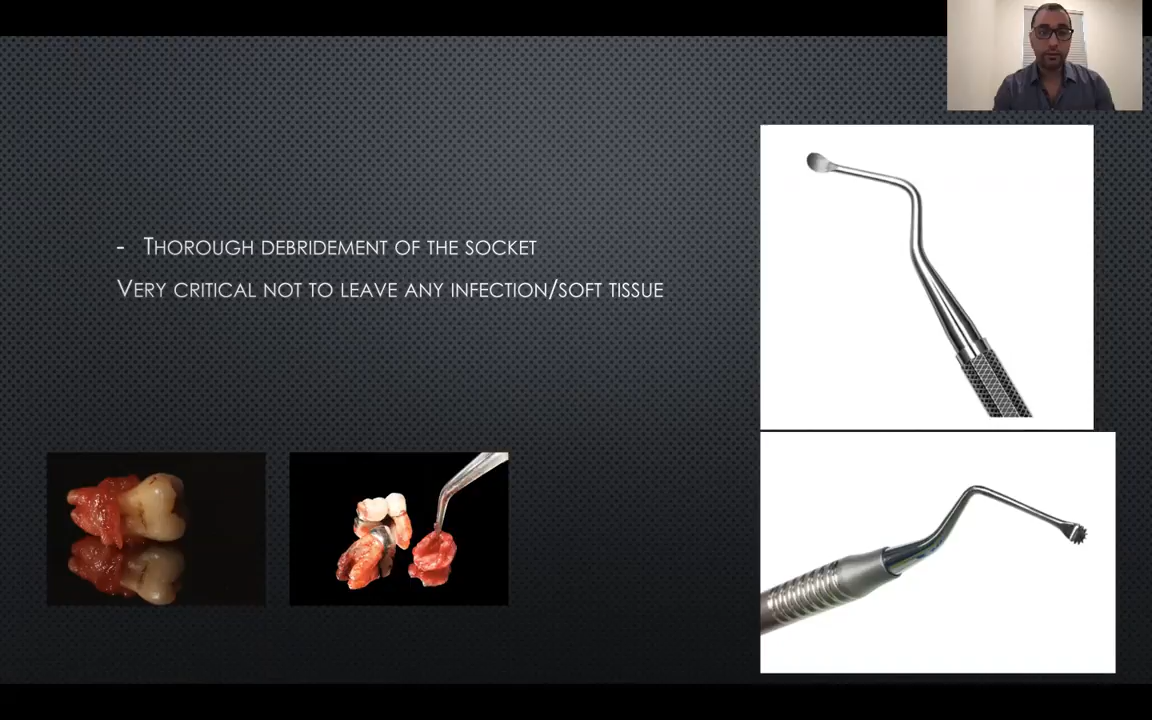 - Thorough debridement of the socket
Very critical not to leave any infection/soft tissue